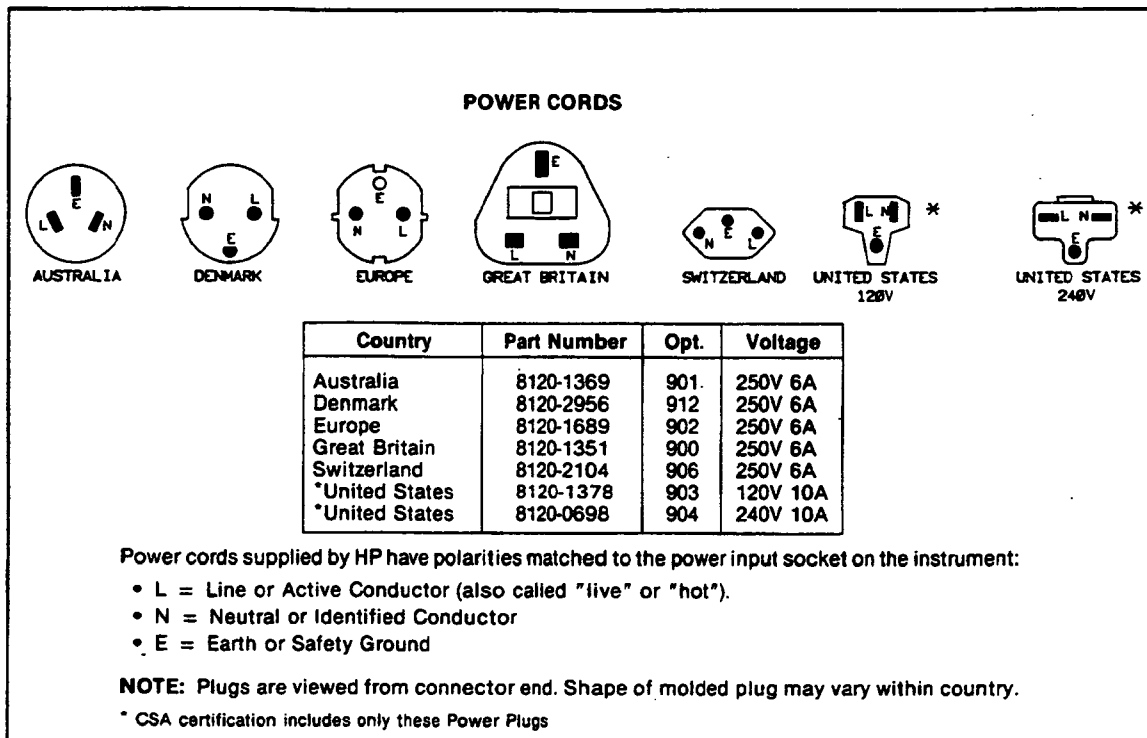 POWER CORDS
E
L
N
AUSTRALIA
N
L
E
DENMARK
E
N
L
EUROPE
E
L
N
GREAT BRITAIN
N
E
L
SWITZERLAND
L N
*
E
UNITED STATES
120V
L N
*
E
UNITED STATES
240V
Country Part Number Opt. Voltage
Australia 8120-1369 901 250V 6A
Denmark 8120-2956 912 250V 6A
Europe 8120-1689 902 250V 6A
Great Britain 8120-1351 900 250V 6A
Switzerland 8120-2104 906 250V 6A
*United States 8120-1378 903 120V 10A
*United States 8120-0698 904 240V 10A
Power cords supplied by HP have polarities matched to the power input socket on the instrument:
• L = Line or Active Conductor (also called "live" or "hot").
• N = Neutral or Identified Conductor
• E = Earth or Safety Ground
NOTE: Plugs are viewed from connector end. Shape of molded plug may vary within country.
* CSA certification includes only these Power Plugs